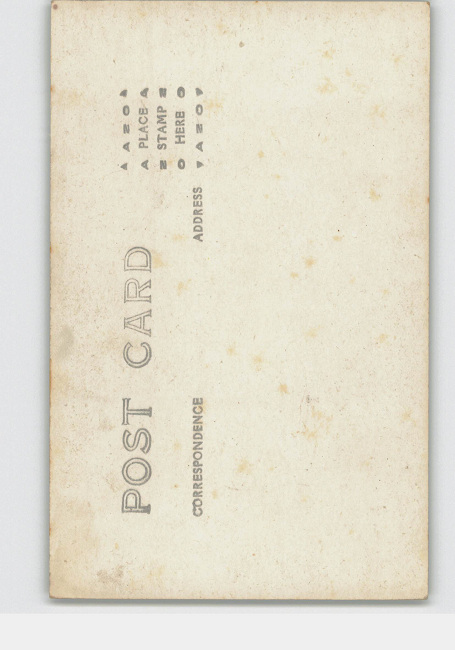 POST CARD
▲ A Z O ▲
A PLACE A
Z STAMP Z
O HERE O
▼ A Z O ▼
CORRESPONDENCE
ADDRESS